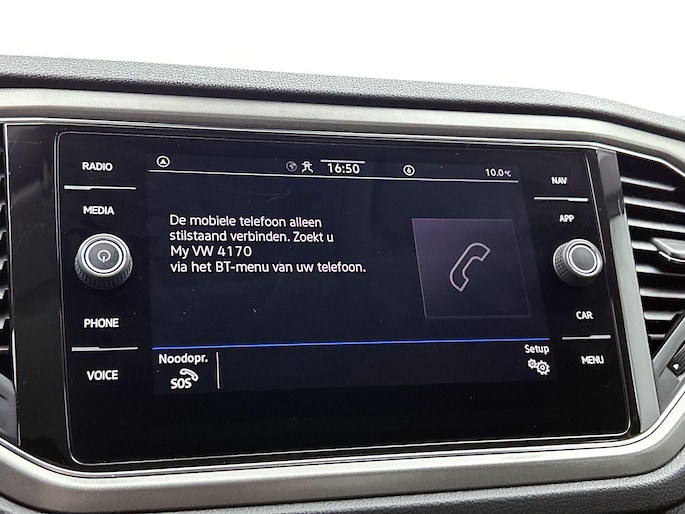 RADIO
MEDIA
PHONE
VOICE
16:50
10.0°C
De mobiele telefoon alleen
stilstaand verbinden. Zoekt u
My VW 4170
via het BT-menu van uw telefoon.
Noodopr.
SOS
Setup
NAV
APP
CAR
MENU